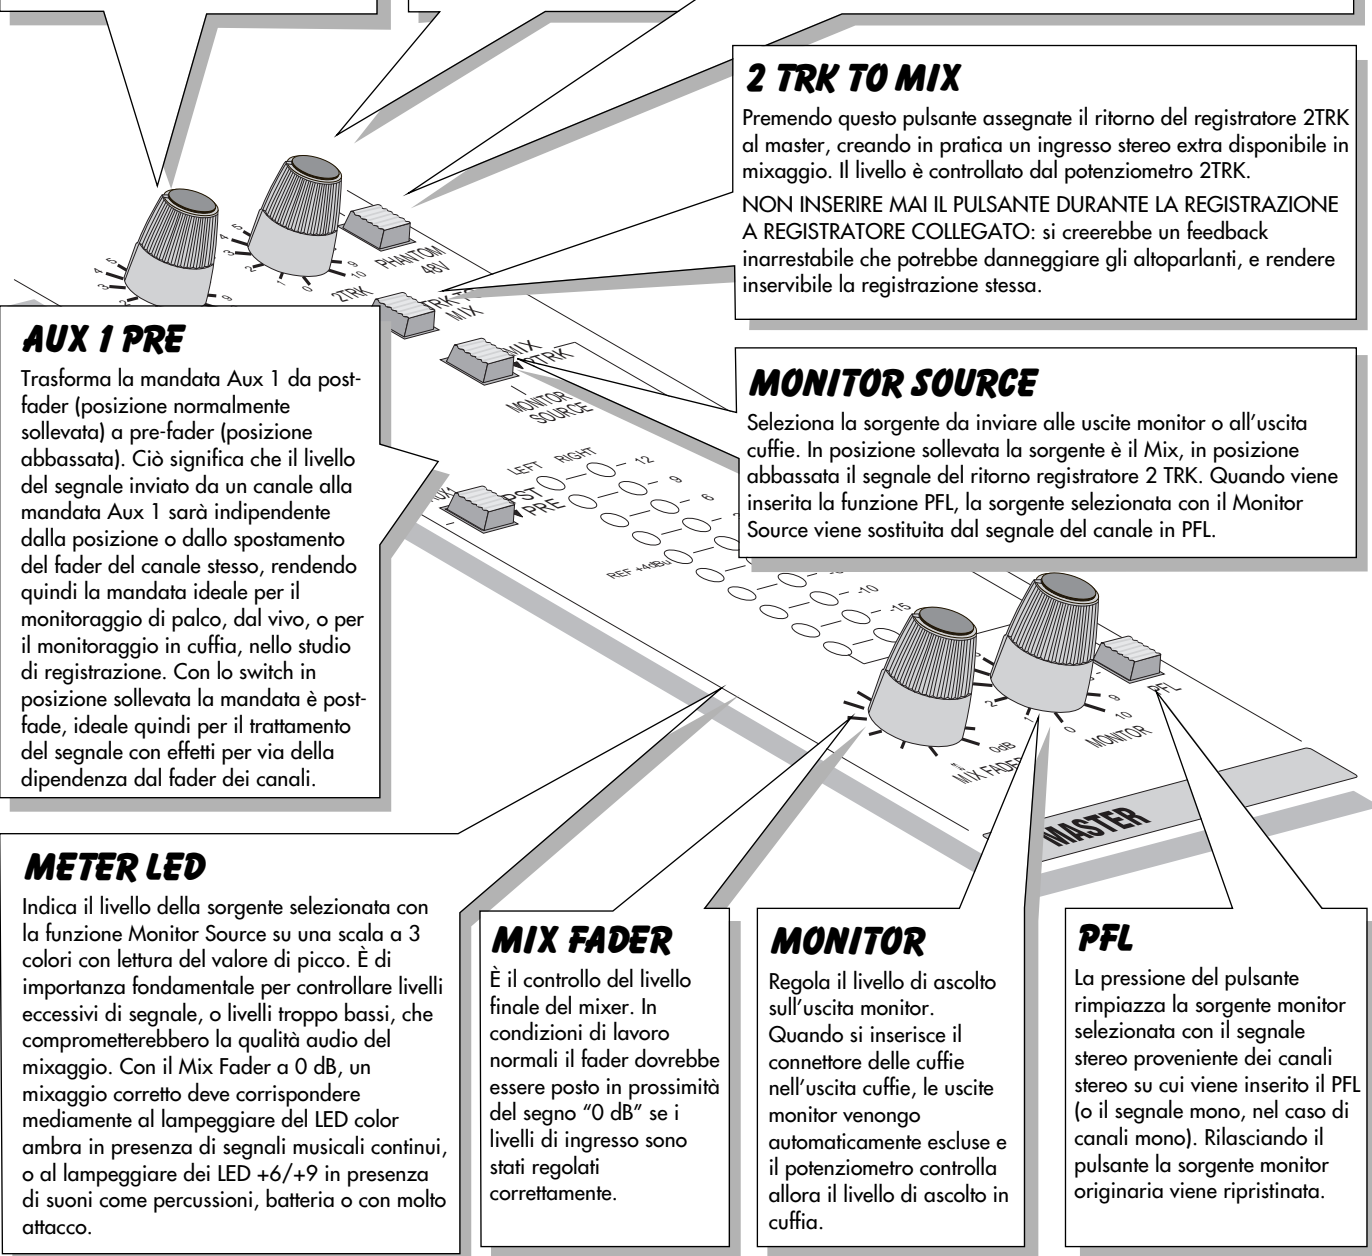 2 TRK TO MIX
Premendo questo pulsante assegnate il ritorno del registratore 2TRK
al master, creando in pratica un ingresso stereo extra disponibile in
mixaggio. Il livello è controllato dal potenziometro 2TRK.
NON INSERIRE MAI IL PULSANTE DURANTE LA REGISTRAZIONE
A REGISTRATORE COLLEGATO: si creerebbe un feedback
inarrestabile che potrebbe danneggiare gli altoparlanti, e rendere
inservibile la registrazione stessa.
5
4
3
2
9
5
4
3
2
1
0
10
9
PHANTOM
48V
2TRK
MIX
MIX
2TRK
MONITOR
SOURCE
AUX 1 PRE
Trasforma la mandata Aux 1 da post-
fader (posizione normalmente
sollevata) a pre-fader (posizione
abbassata). Ciò significa che il livello
del segnale inviato da un canale alla
mandata Aux 1 sarà indipendente
dalla posizione o dallo spostamento
del fader del canale stesso, rendendo
quindi la mandata ideale per il
monitoraggio di palco, dal vivo, o per
il monitoraggio in cuffia, nello studio
di registrazione. Con lo switch in
posizione sollevata la mandata è post-
fade, ideale quindi per il trattamento
del segnale con effetti per via della
dipendenza dal fader dei canali.
MONITOR SOURCE
Seleziona la sorgente da inviare alle uscite monitor o all'uscita
cuffie. In posizione sollevata la sorgente è il Mix, in posizione
abbassata il segnale del ritorno registratore 2 TRK. Quando viene
inserita la funzione PFL, la sorgente selezionata con il Monitor
Source viene sostituita dal segnale del canale in PFL.
LEFT RIGHT
12
9
6
PST
PRE
REF +4dBu
-10
-15
2
1
0
10
9
PFL
MONITOR
0dB
MIX FADER
MASTER
METER LED
Indica il livello della sorgente selezionata con
la funzione Monitor Source su una scala a 3
colori con lettura del valore di picco. È di
importanza fondamentale per controllare livelli
eccessivi di segnale, o livelli troppo bassi, che
comprometterebbero la qualità audio del
mixaggio. Con il Mix Fader a 0 dB, un
mixaggio corretto deve corrispondere
mediamente al lampeggiare del LED color
ambra in presenza di segnali musicali continui,
o al lampeggiare dei LED +6/+9 in presenza
di suoni come percussioni, batteria o con molto
attacco.
MIX FADER
È il controllo del livello
finale del mixer. In
condizioni di lavoro
normali il fader dovrebbe
essere posto in prossimità
del segno "0 dB" se i
livelli di ingresso sono
stati regolati
correttamente.
MONITOR
Regola il livello di ascolto
sull'uscita monitor.
Quando si inserisce il
connettore delle cuffie
nell'uscita cuffie, le uscite
monitor venongo
automaticamente escluse e
il potenziometro controlla
allora il livello di ascolto in
cuffia.
PFL
La pressione del pulsante
rimpiazza la sorgente monitor
selezionata con il segnale
stereo proveniente dei canali
stereo su cui viene inserito il PFL
(o il segnale mono, nel caso di
canali mono). Rilasciando il
pulsante la sorgente monitor
originaria viene ripristinata.